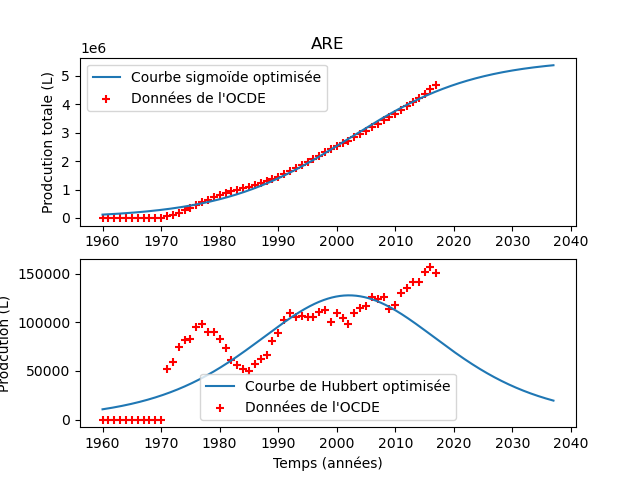 ARE
1e6
Prodcution totale (L)
5
4
3
2
1
0
Courbe sigmoïde optimisée
Données de l'OCDE
1960 1970 1980 1990 2000 2010 2020 2030 2040
Prodcution (L)
150000
100000
50000
0
Courbe de Hubbert optimisée
Données de l'OCDE
1960 1970 1980 1990 2000 2010 2020 2030 2040
Temps (années)